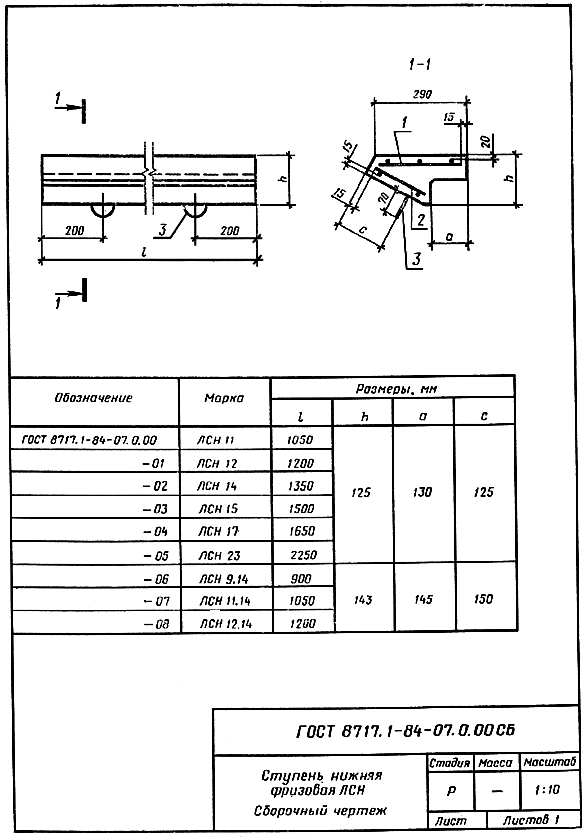 1-1
1
290
15
1
20
15
h
h
15
70
200
3
200
2
c
a
3
l
1
Обозначение Марка Размеры, мм
l h a c
ГОСТ 8717.1-84-07.0.00 ЛСН 11 1050
-01 ЛСН 12 1200
-02 ЛСН 14 1350 125 130 125
-03 ЛСН 15 1500
-04 ЛСН 17 1650
-05 ЛСН 23 2250
-06 ЛСН 9.14 900
-07 ЛСН 11.14 1050 143 145 150
-08 ЛСН 12.14 1200
ГОСТ 8717.1-84-07.0.00СБ
Ступень нижняя
фризовая ЛСН
Сборочный чертеж
Стадия Масса Масштаб
Р — 1:10
Лист Листов 1